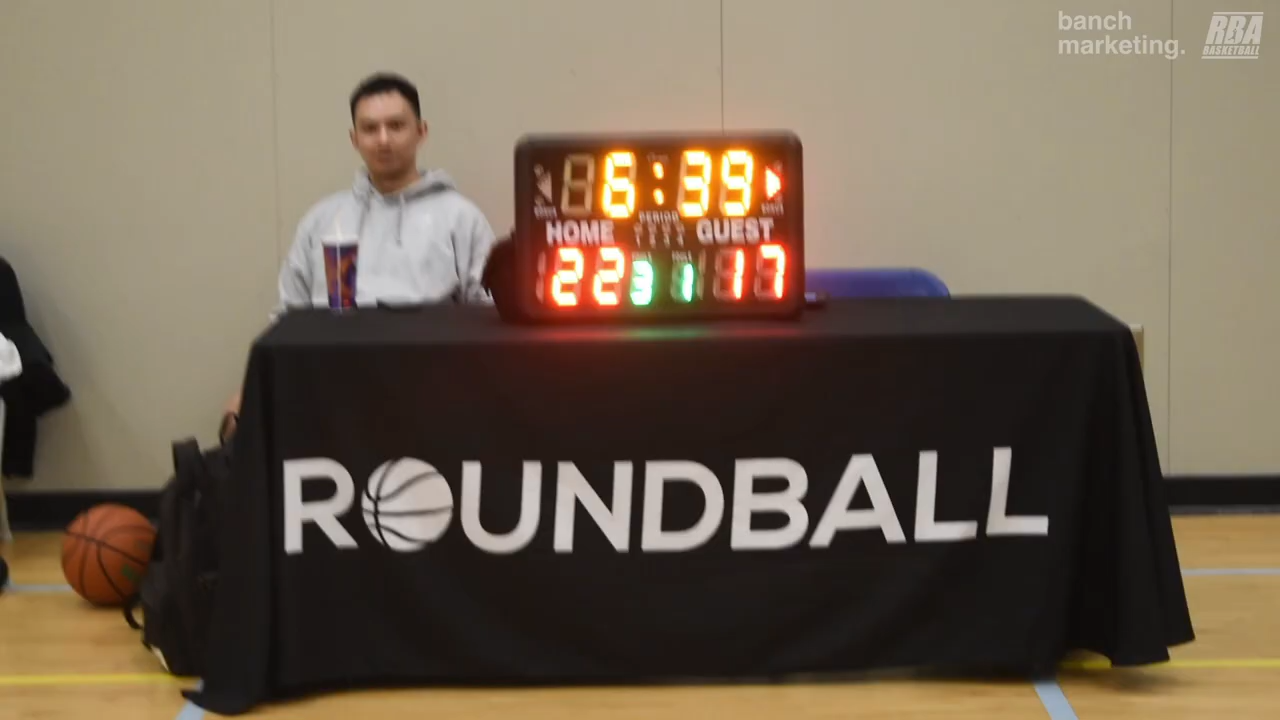 banch
marketing.
RBA
BASKETBALL
6:39
PERIOD
HOME
GUEST
22 3 1 17
ROUNDBALL